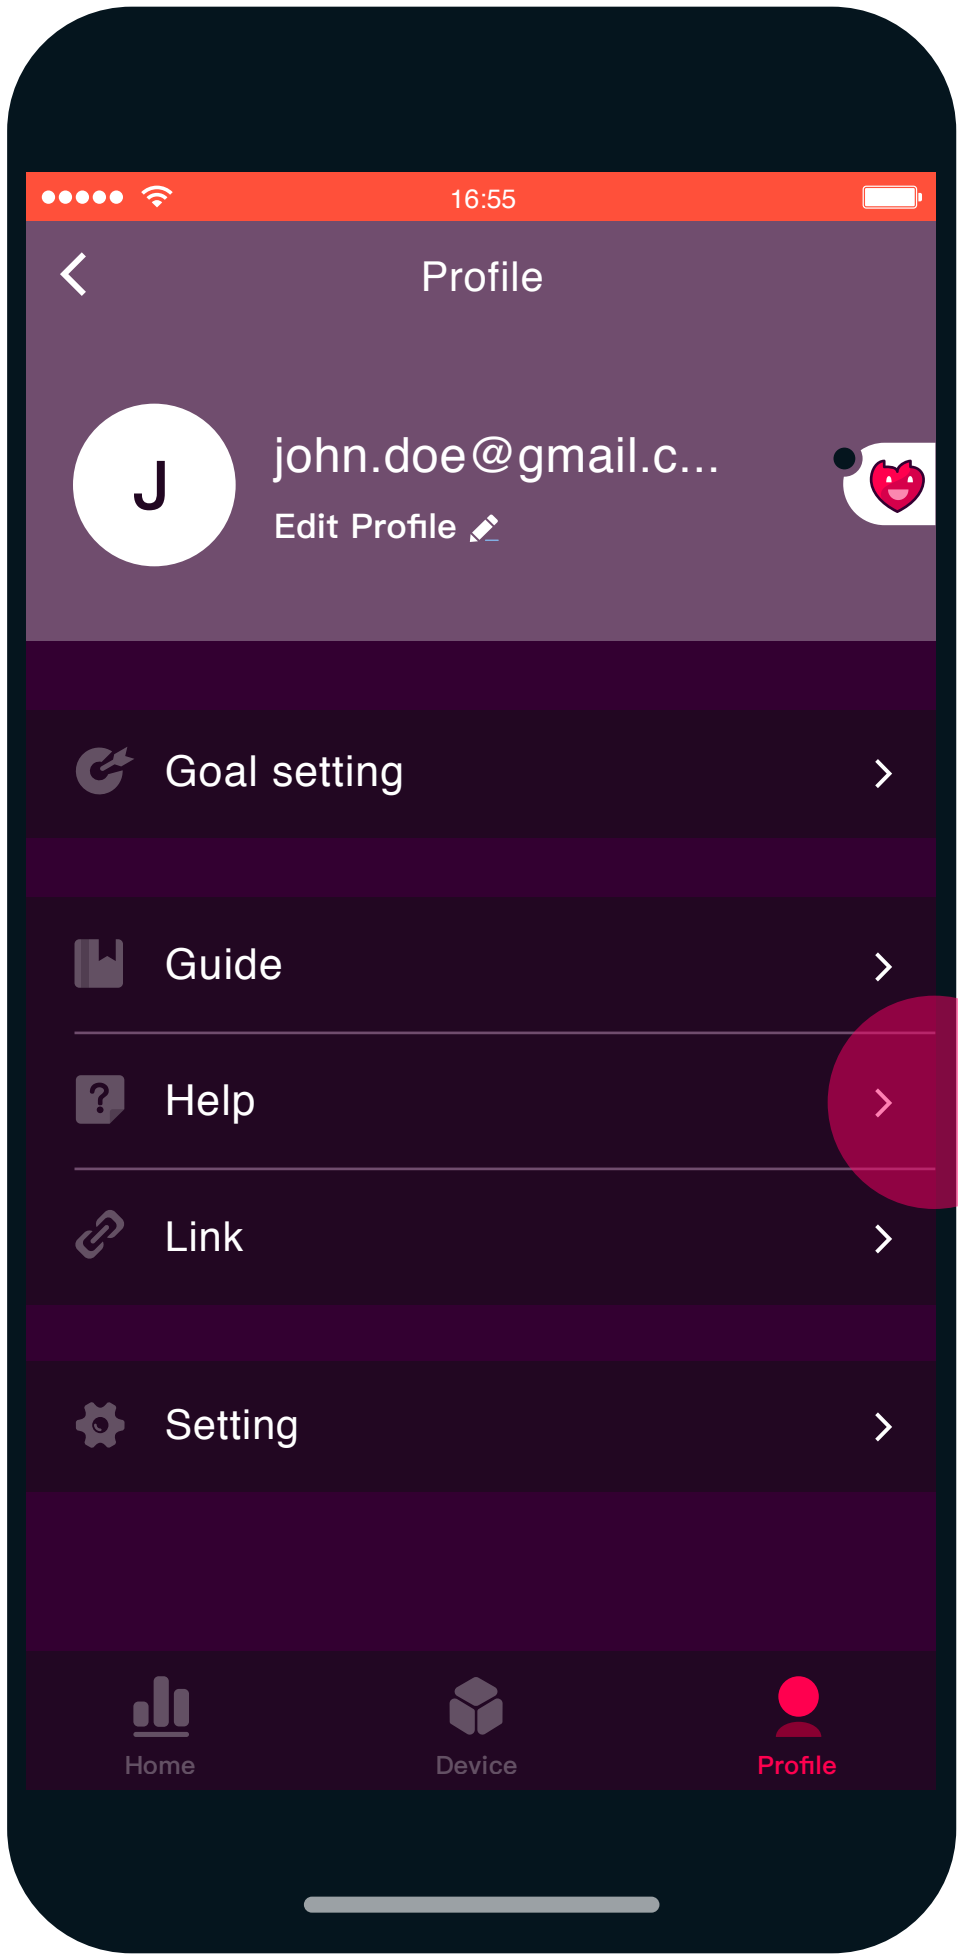 16:55
Profile
J
john.doe@gmail.c...
Edit Profile
Goal setting
Guide
Help
Link
Setting
Home
Device
Profile